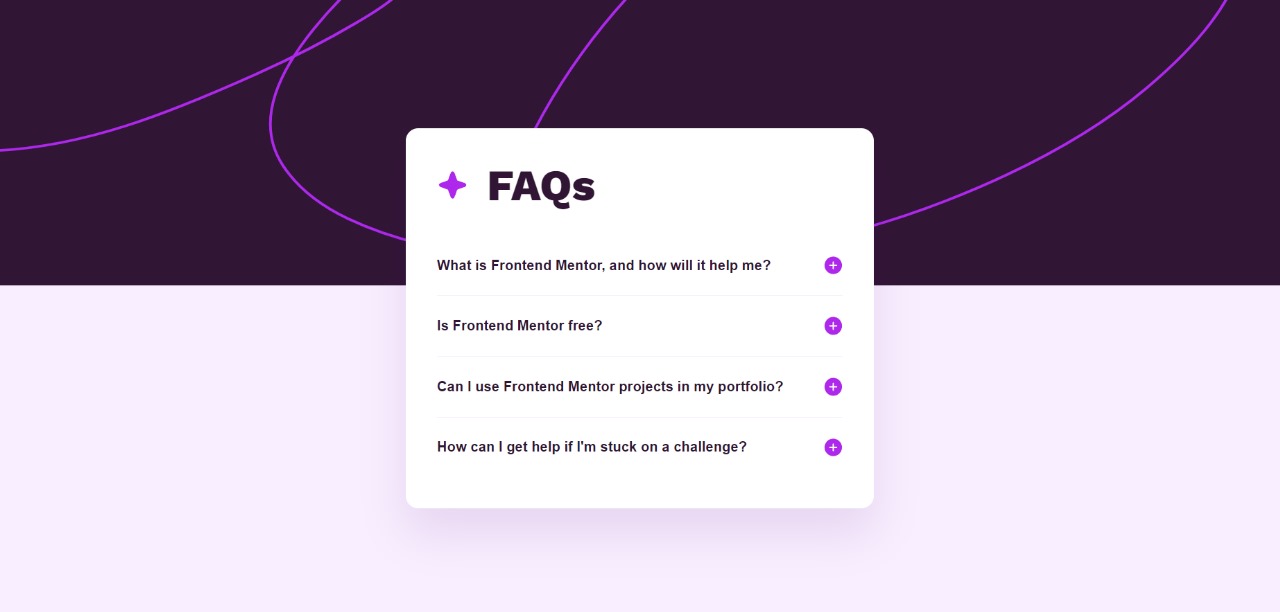 FAQs
What is Frontend Mentor, and how will it help me?
Is Frontend Mentor free?
Can I use Frontend Mentor projects in my portfolio?
How can I get help if I'm stuck on a challenge?